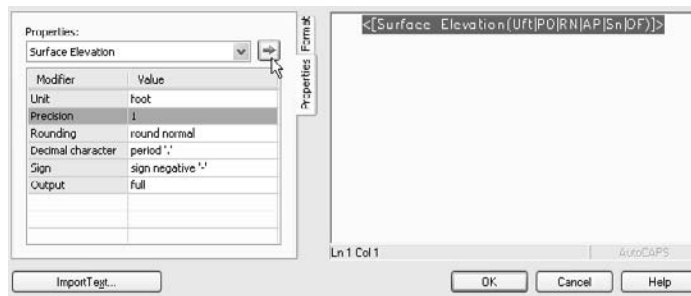 Properties:
Surface Elevation
Modifier Value
Unit foot
Precision 1
Rounding round normal
Decimal character period '.'
Sign sign negative '-'
Output full
Format
Properties
<[Surface Elevation(Uft|P0|RN|AP|Sn|OF)]>
Ln 1 Col 1
AutoCAPS
ImportText...
OK Cancel Help